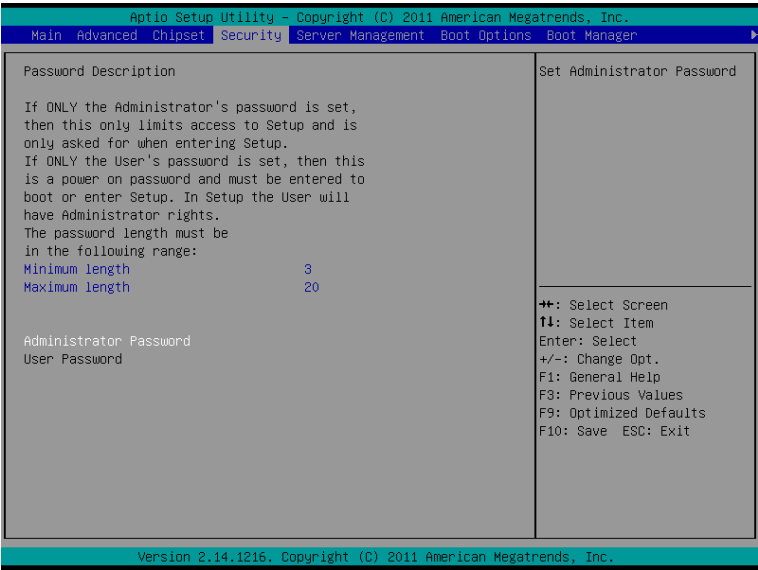 Aptio Setup Utility – Copyright (C) 2011 American Megatrends, Inc.
Main Advanced Chipset Security Server Management Boot Options Boot Manager
Password Description
If ONLY the Administrator's password is set,
then this only limits access to Setup and is
only asked for when entering Setup.
If ONLY the User's password is set, then this
is a power on password and must be entered to
boot or enter Setup. In Setup the User will
have Administrator rights.
The password length must be
in the following range:
Minimum length 3
Maximum length 20
Administrator Password
User Password
Set Administrator Password
→←: Select Screen
↑↓: Select Item
Enter: Select
+/-: Change Opt.
F1: General Help
F3: Previous Values
F9: Optimized Defaults
F10: Save ESC: Exit
Version 2.14.1216. Copyright (C) 2011 American Megatrends, Inc.